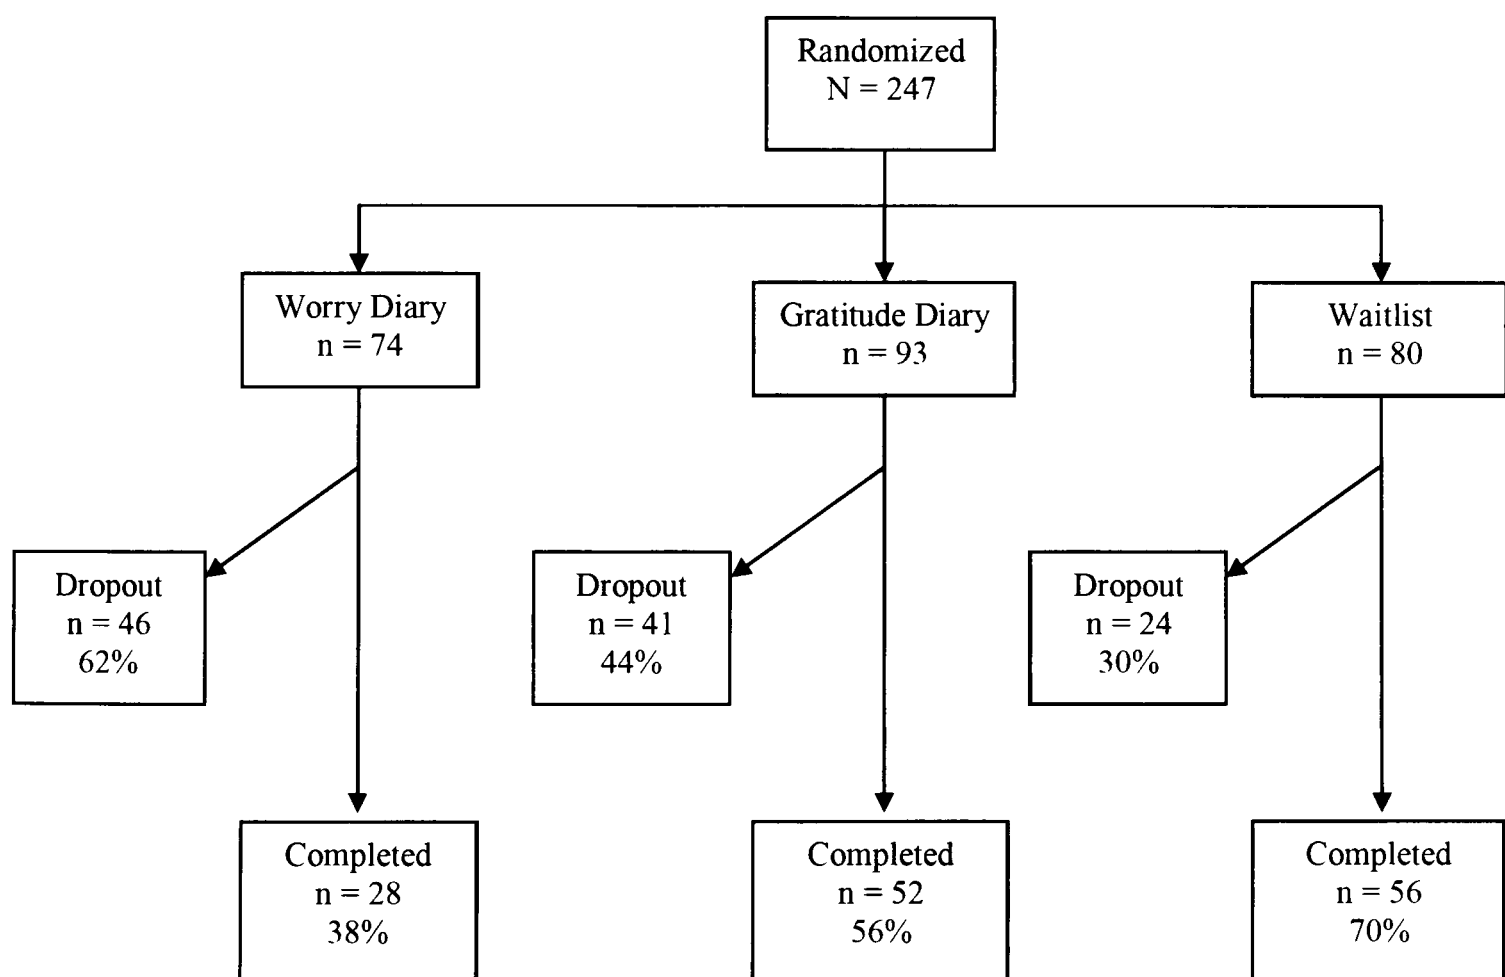 Randomized
N = 247
Worry Diary
n = 74
Gratitude Diary
n = 93
Waitlist
n = 80
Dropout
n = 46
62%
Dropout
n = 41
44%
Dropout
n = 24
30%
Completed
n = 28
38%
Completed
n = 52
56%
Completed
n = 56
70%